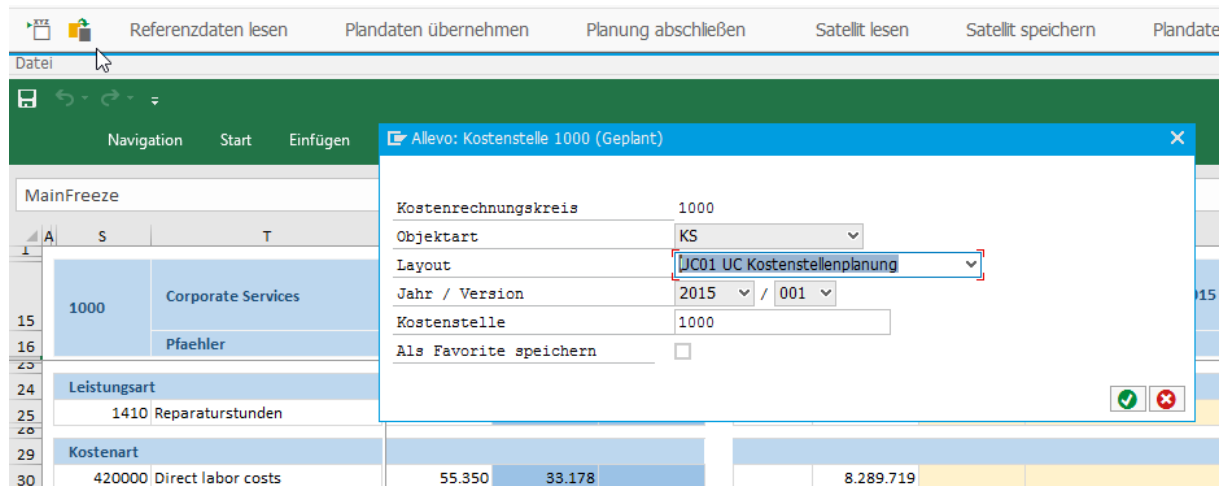 XYZ
Referenzdaten lesen Plandaten übernehmen Planung abschließen Satellit lesen Satellit speichern Plandate
Datei
Navigation Start Einfügen
Allevo: Kostenstelle 1000 (Geplant)
MainFreeze
Kostenrechnungskreis 1000
Objektart KS
Layout UC01 UC Kostenstellenplanung
Jahr / Version 2015 / 001
Kostenstelle 1000
Als Favorite speichern
A S T
15 1000 Corporate Services
16 Pfaehler
24 Leistungsart
25 1410 Reparaturstunden
29 Kostenart
30 420000 Direct labor costs 55.350 33.178 8.289.719